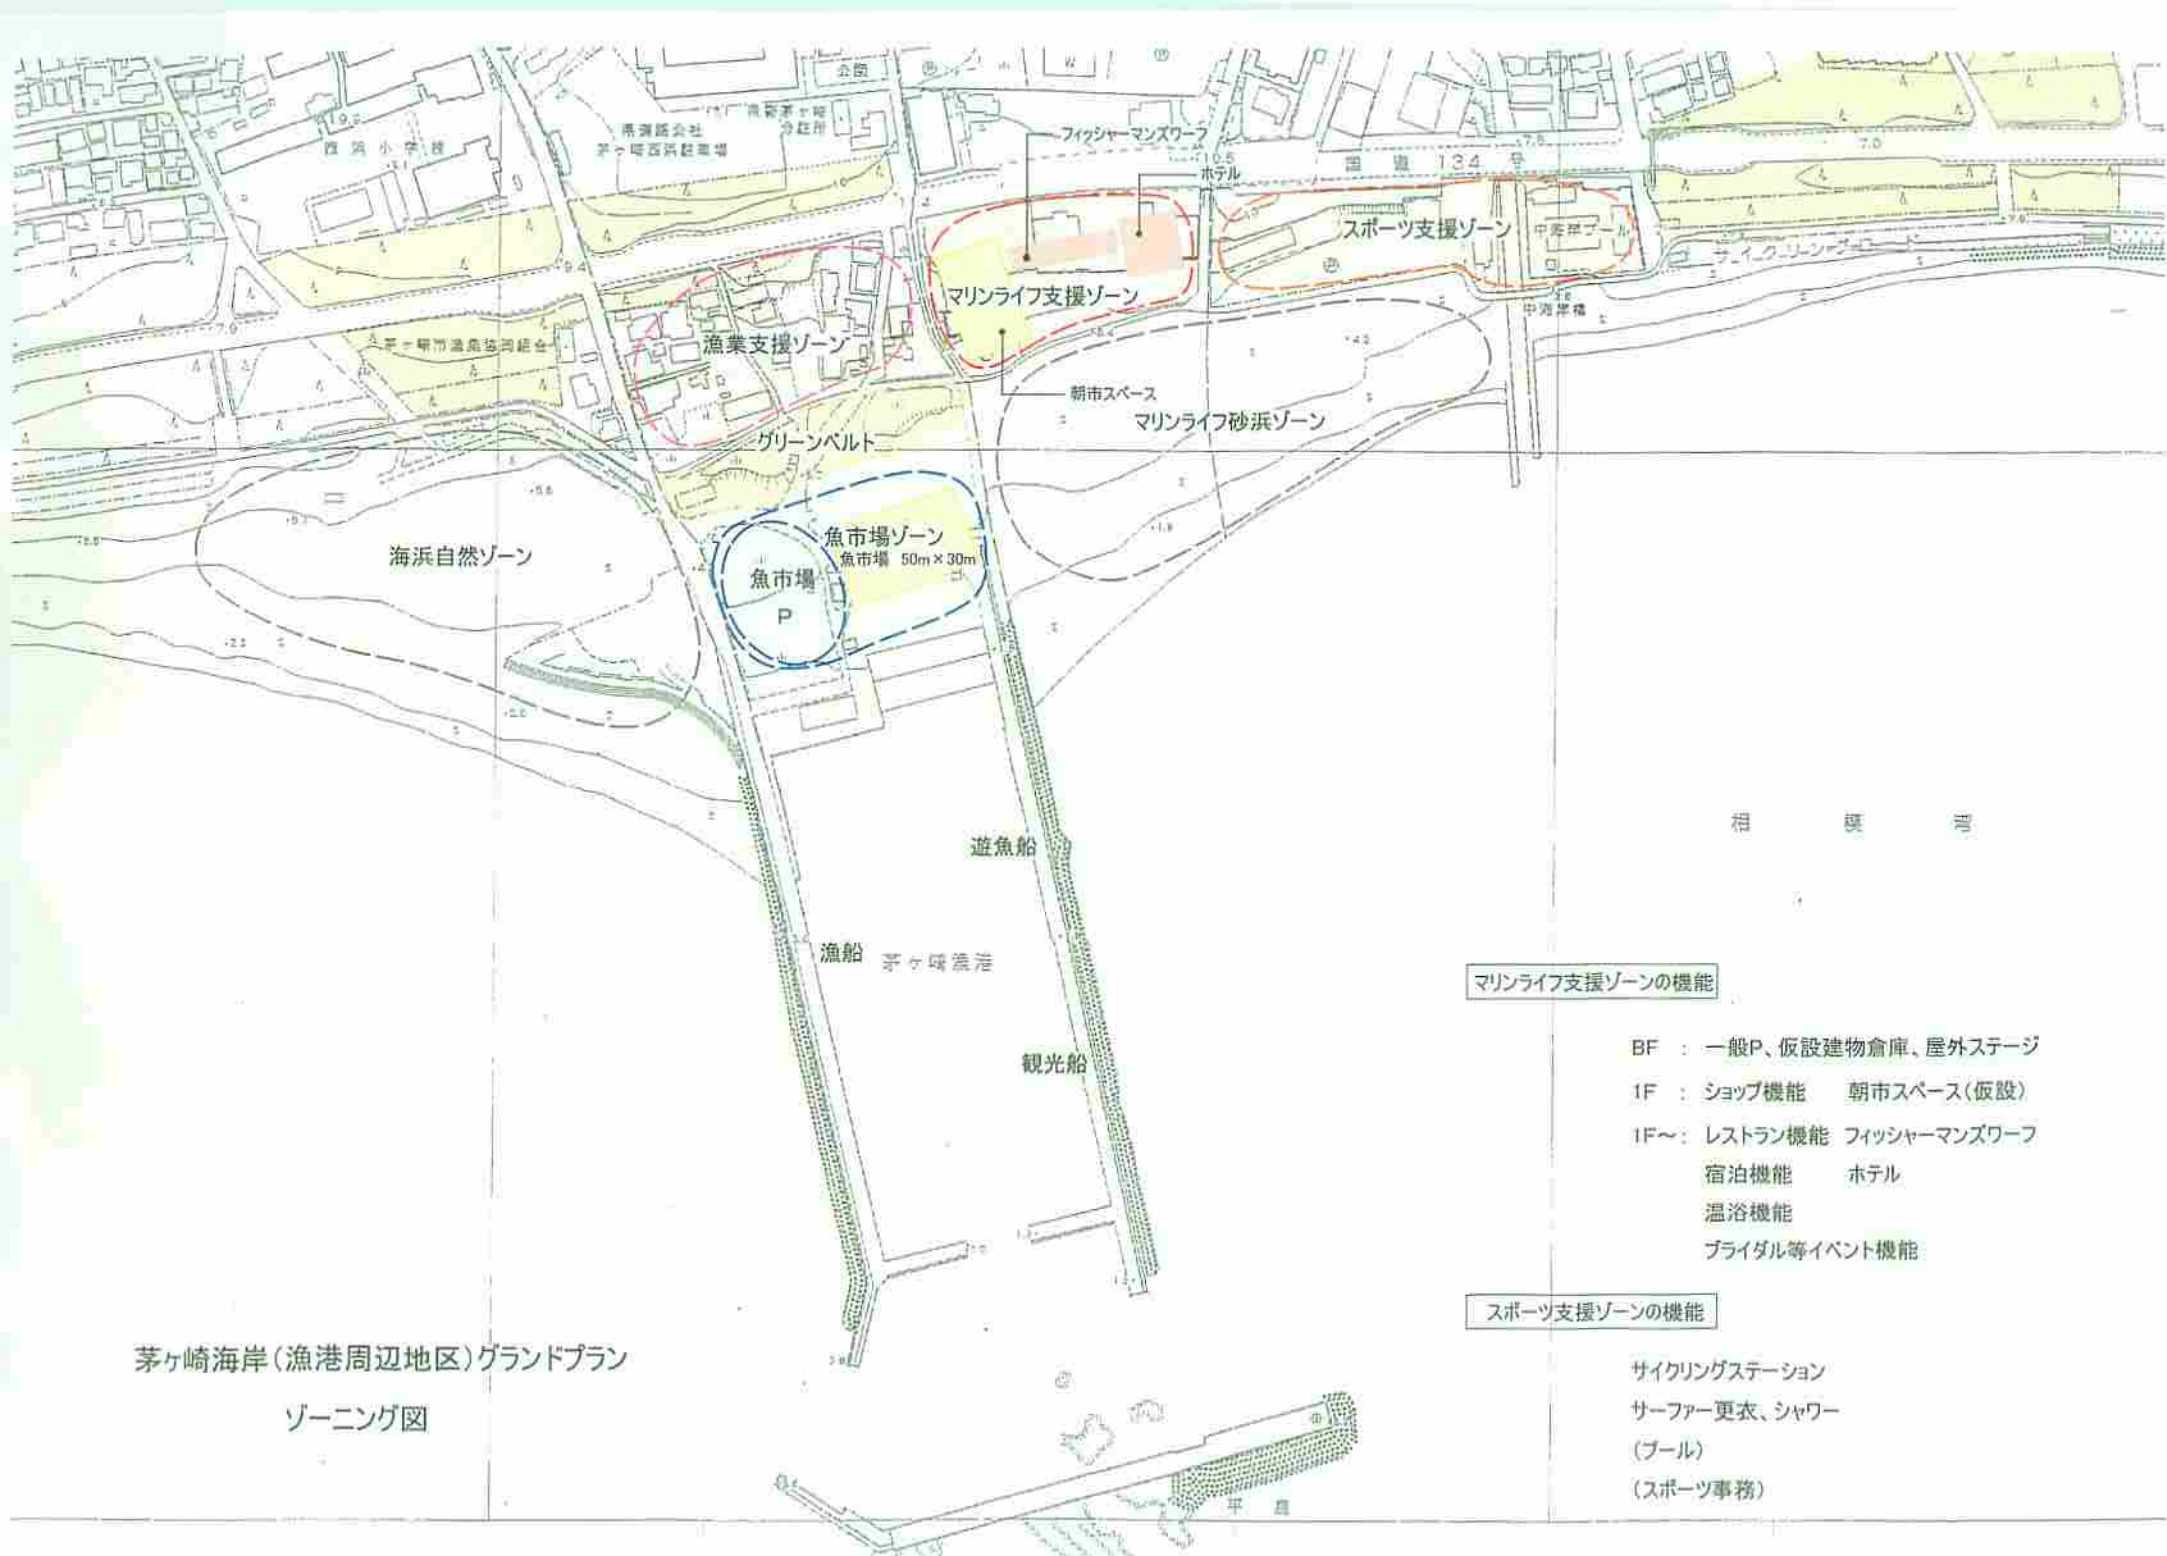 公園
西浜小学校
県道路公社
茅ヶ崎西浜駐車場
フィッシャーマンズワーフ
ホテル
国道134号
スポーツ支援ゾーン
中海岸プール
サイクリングロード
マリンライフ支援ゾーン
中海岸橋
茅ヶ崎市漁業協同組合
漁業支援ゾーン
朝市スペース
マリンライフ砂浜ゾーン
グリーンベルト
海浜自然ゾーン
魚市場ゾーン
魚市場 50m×30m
魚市場
P
相模湾
遊魚船
漁船
茅ヶ崎漁港
観光船
マリンライフ支援ゾーンの機能
BF : 一般P、仮設建物倉庫、屋外ステージ
1F : ショップ機能 朝市スペース(仮設)
1F～: レストラン機能 フィッシャーマンズワーフ
宿泊機能 ホテル
温浴機能
ブライダル等イベント機能
スポーツ支援ゾーンの機能
サイクリングステーション
サーファー更衣、シャワー
(プール)
(スポーツ事務)
茅ヶ崎海岸(漁港周辺地区)グランドプラン
ゾーニング図
平島